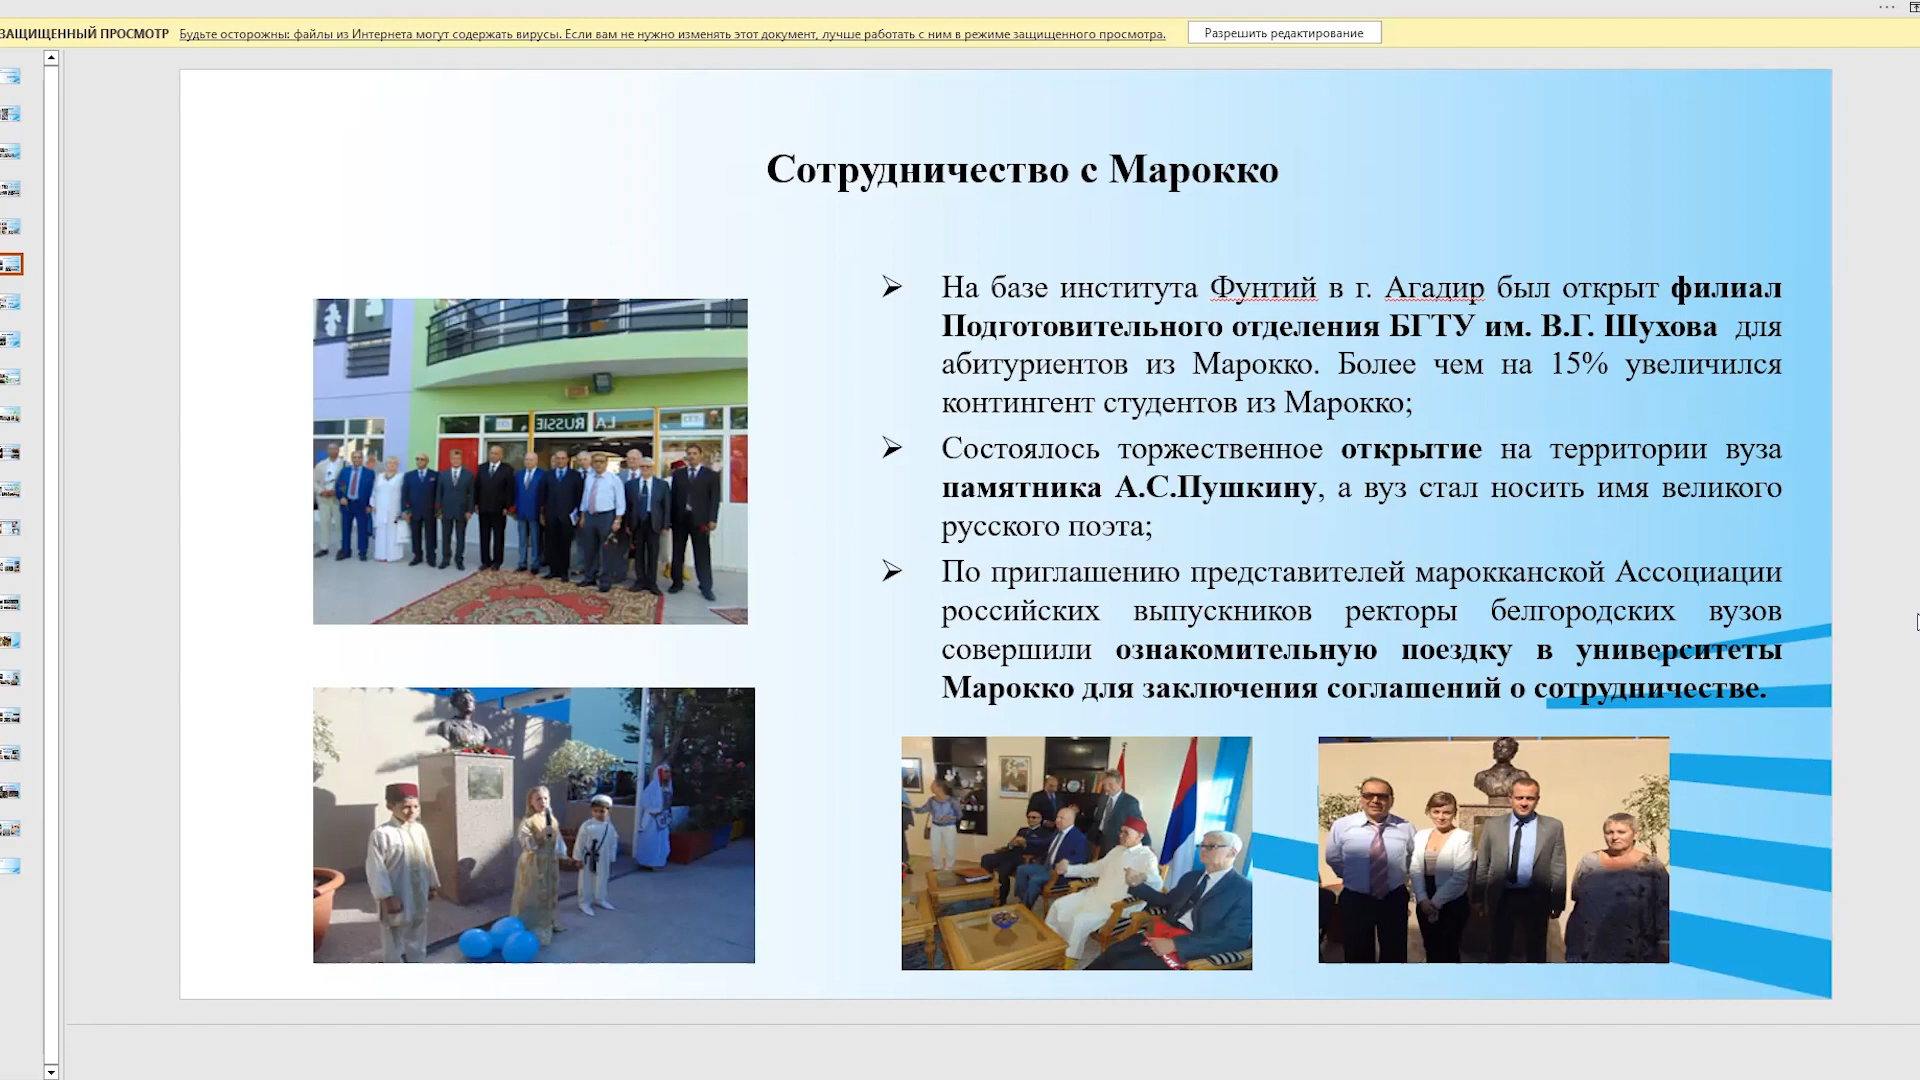 ЗАЩИЩЕННЫЙ ПРОСМОТР Будьте осторожны: файлы из Интернета могут содержать вирусы. Если вам не нужно изменять этот документ, лучше работать с ним в режиме защищенного просмотра. Разрешить редактирование
Сотрудничество с Марокко
На базе института Фунтий в г. Агадир был открыт филиал
Подготовительного отделения БГТУ им. В.Г. Шухова для
абитуриентов из Марокко. Более чем на 15% увеличился
контингент студентов из Марокко;
Состоялось торжественное открытие на территории вуза
памятника А.С.Пушкину, а вуз стал носить имя великого
русского поэта;
По приглашению представителей марокканской Ассоциации
российских выпускников ректоры белгородских вузов
совершили ознакомительную поездку в университеты
Марокко для заключения соглашений о сотрудничестве.
LA RUSSIE